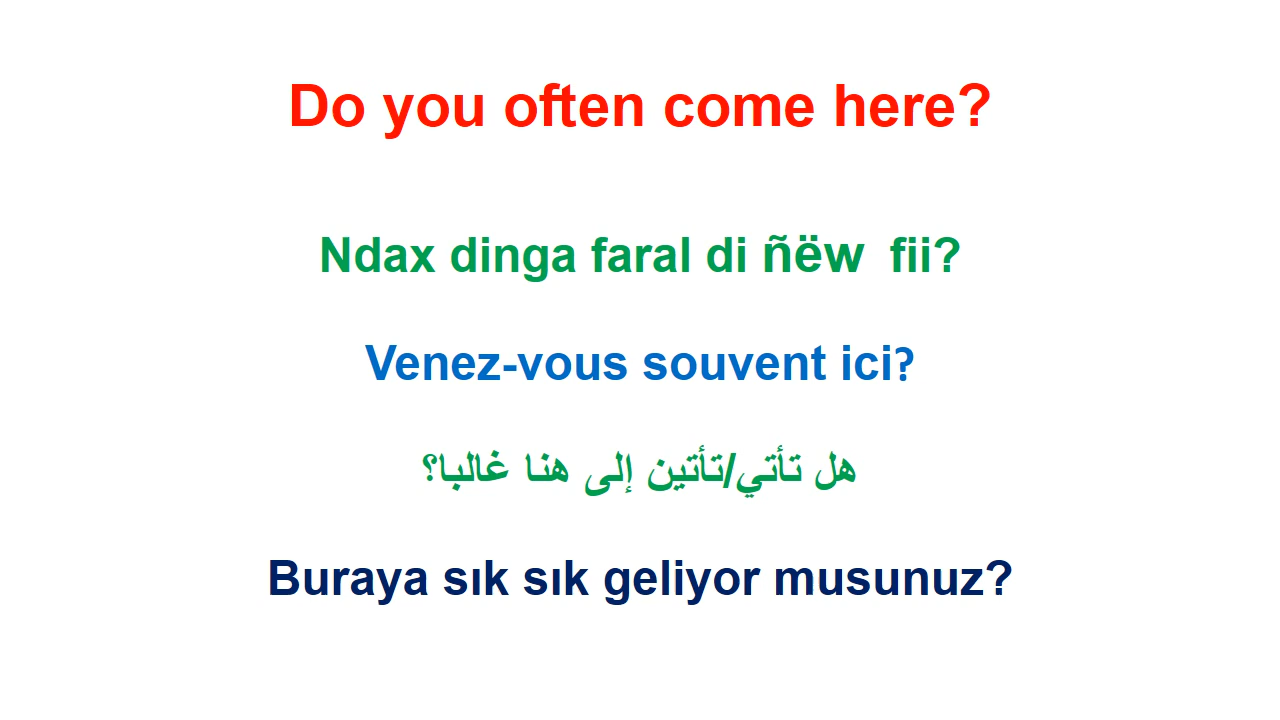 Do you often come here?
Ndax dinga faral di ñëw fii?
Venez-vous souvent ici?
هل تأتي/تأتين إلى هنا غالبا؟
Buraya sık sık geliyor musunuz?